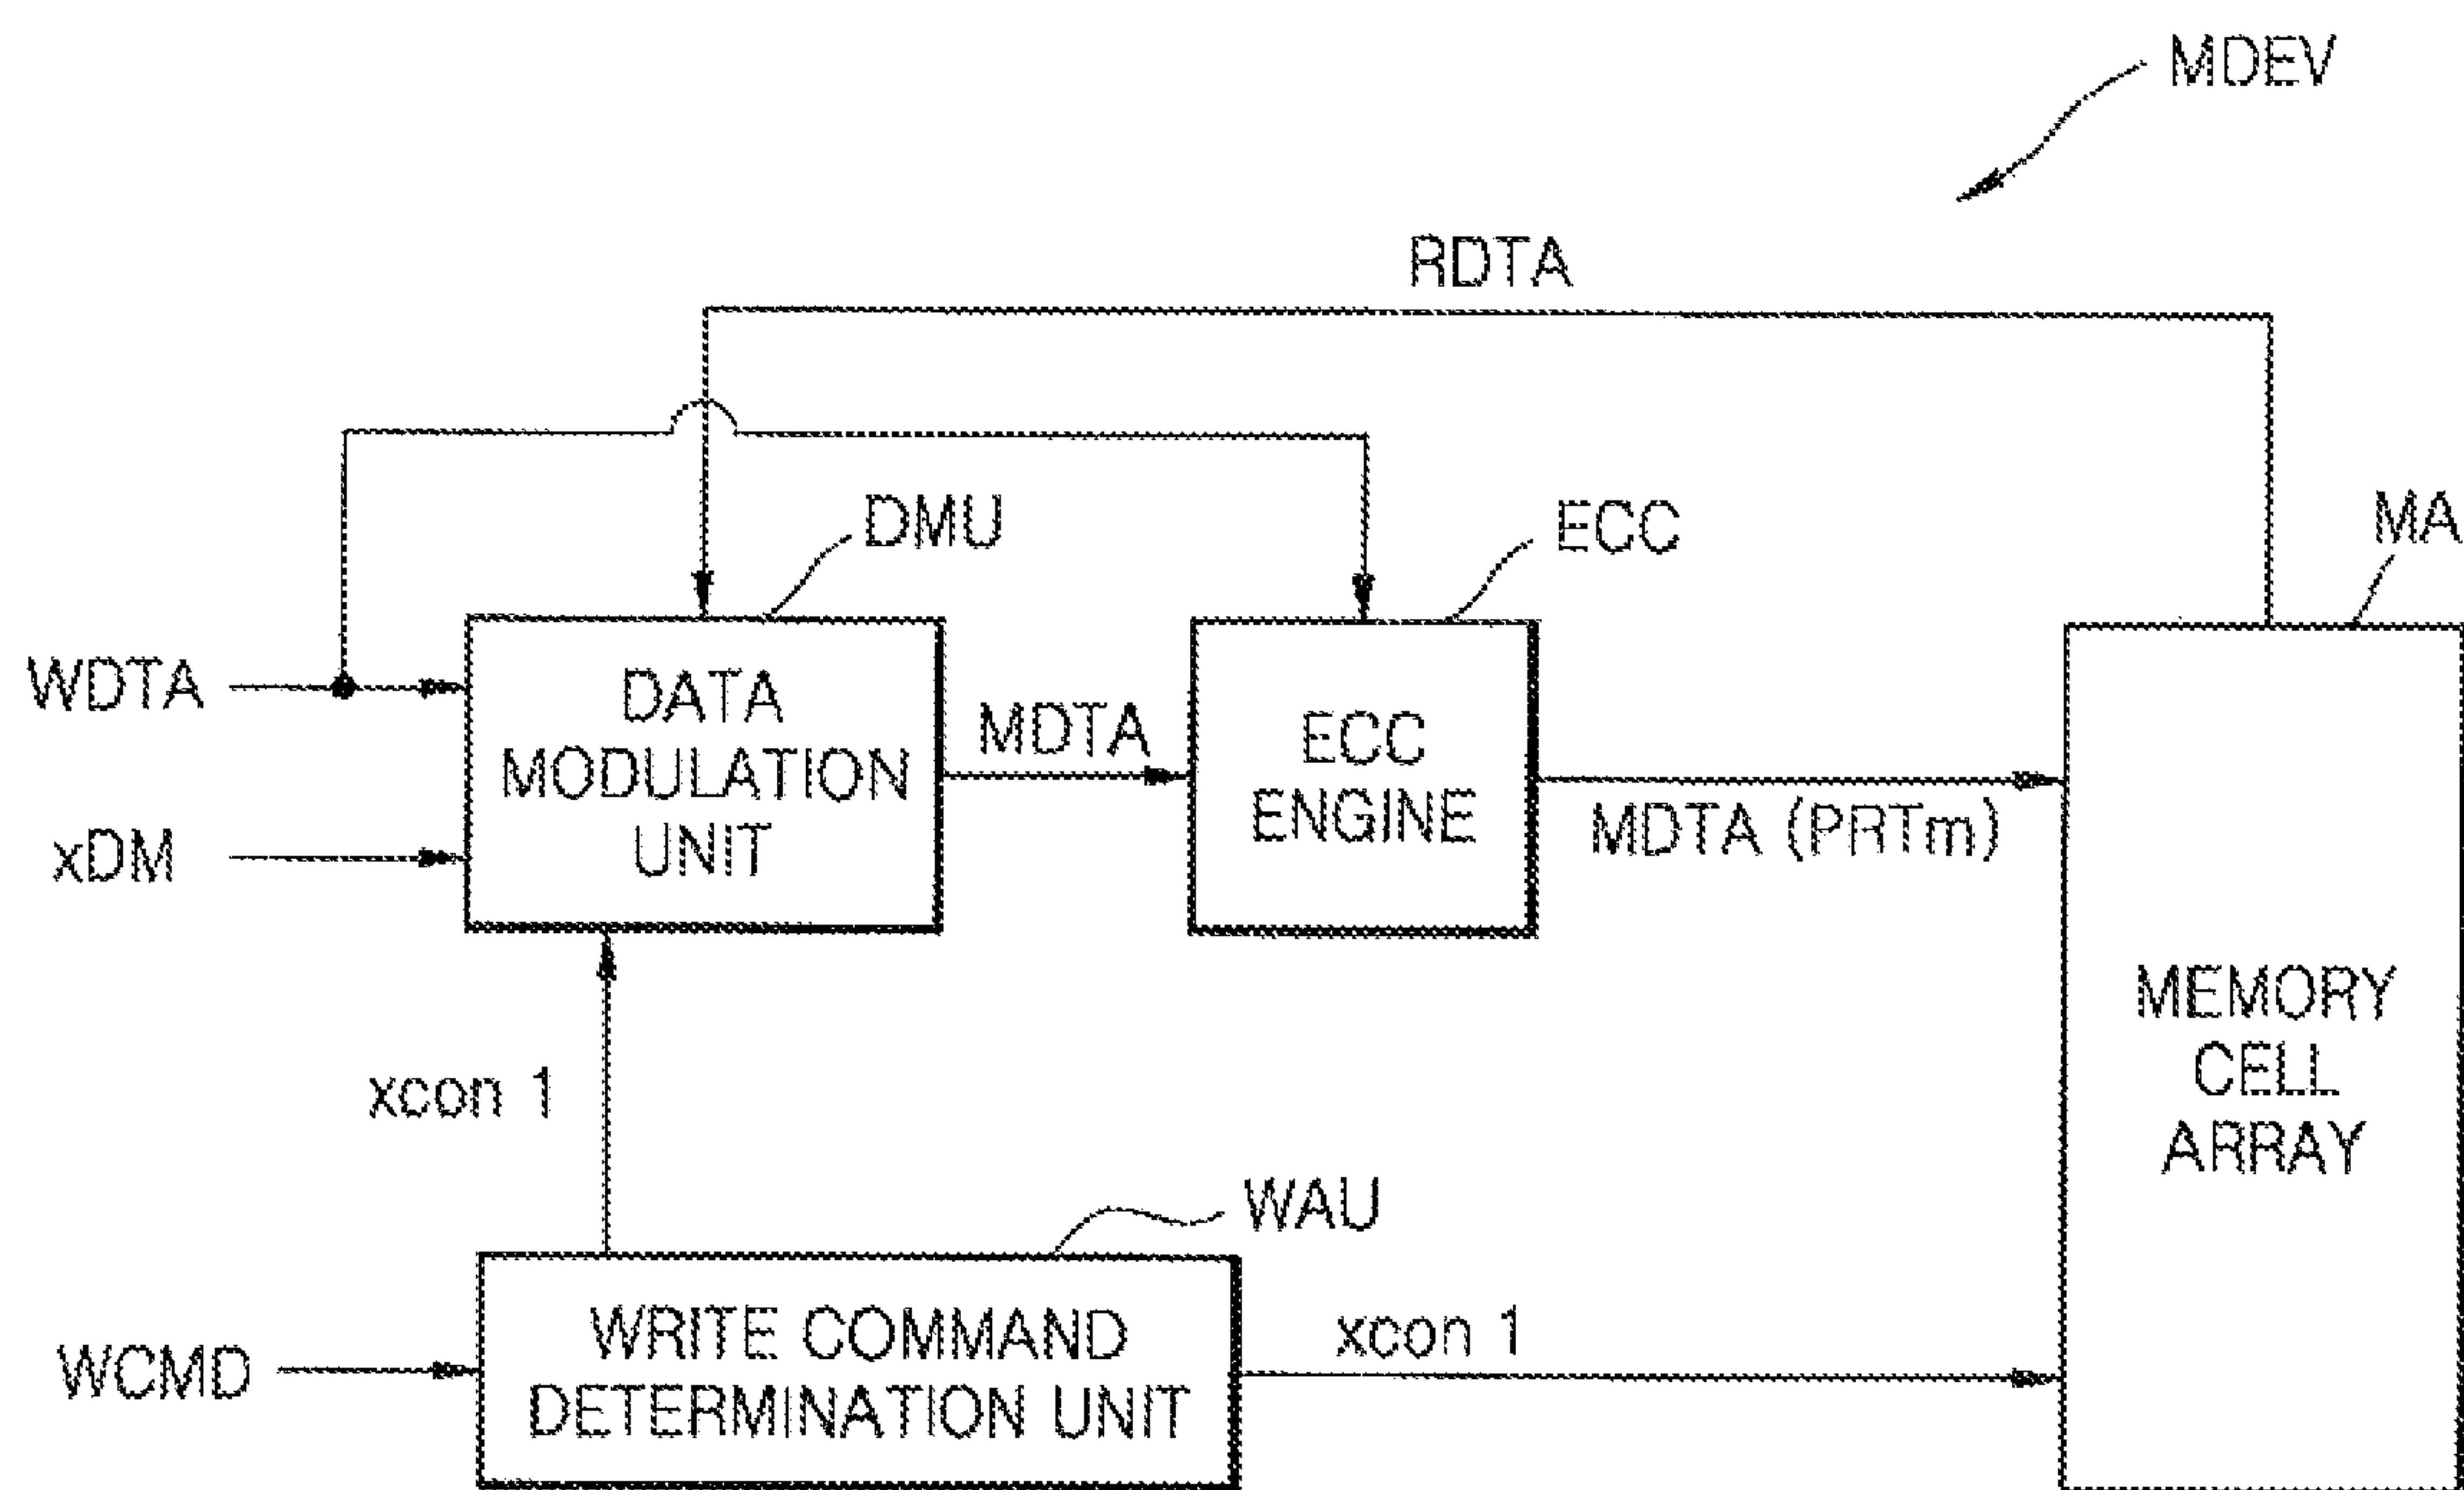 MDEV
RDTA
DMU
ECC
MA
WDTA
DATA
MODULATION
UNIT
MDTA
ECC
ENGINE
MDTA (PRTm)
xDM
MEMORY
CELL
ARRAY
xcon 1
WAU
WCMD
WRITE COMMAND
DETERMINATION UNIT
xcon 1